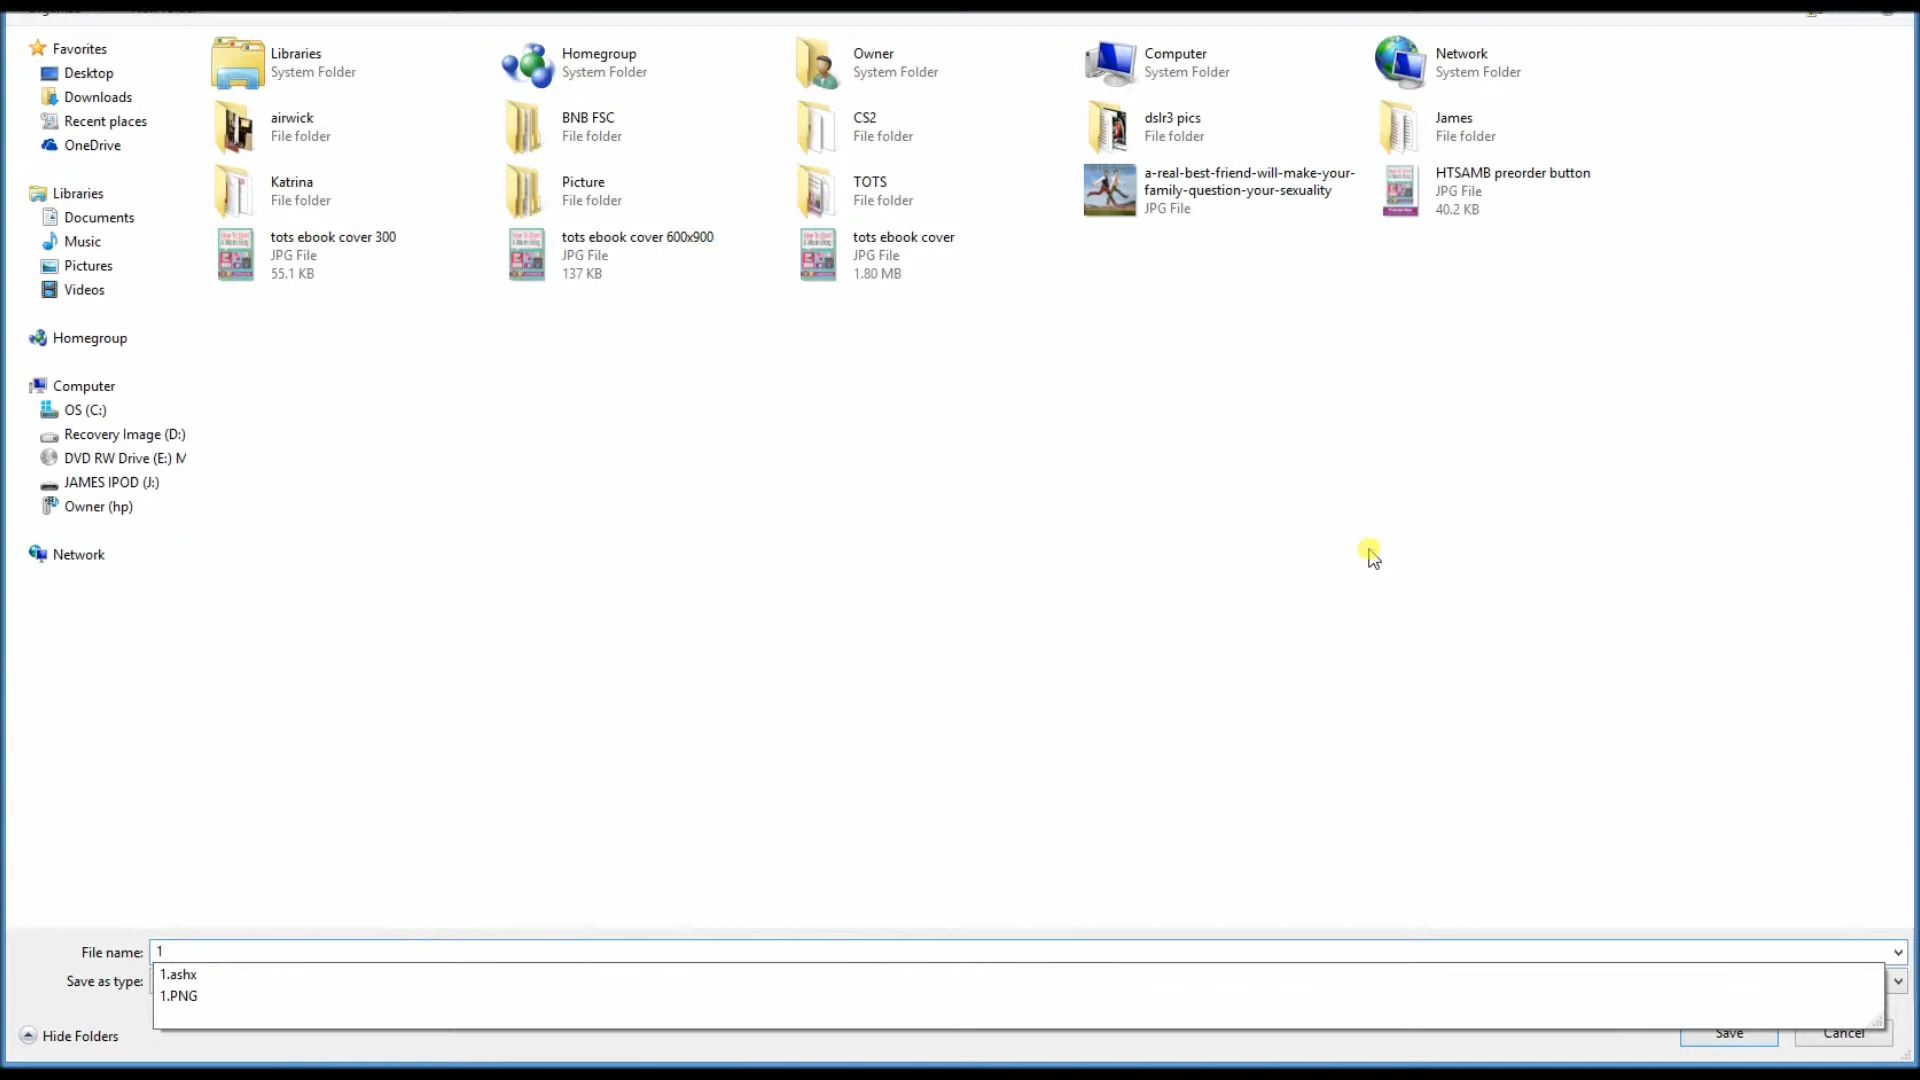 Favorites
Desktop
Downloads
Recent places
OneDrive
Libraries
Documents
Music
Pictures
Videos
Homegroup
Computer
OS (C:)
Recovery Image (D:)
DVD RW Drive (E:) M
JAMES IPOD (J:)
Owner (hp)
Network
Libraries
System Folder
Homegroup
System Folder
Owner
System Folder
Computer
System Folder
Network
System Folder
airwick
File folder
BNB FSC
File folder
CS2
File folder
dslr3 pics
File folder
James
File folder
Katrina
File folder
Picture
File folder
TOTS
File folder
a-real-best-friend-will-make-your-
family-question-your-sexuality
JPG File
HTSAMB preorder button
JPG File
40.2 KB
tots ebook cover 300
JPG File
55.1 KB
tots ebook cover 600x900
JPG File
137 KB
tots ebook cover
JPG File
1.80 MB
File name: 1
Save as type:
1.ashx
1.PNG
Hide Folders
Save
Cancel